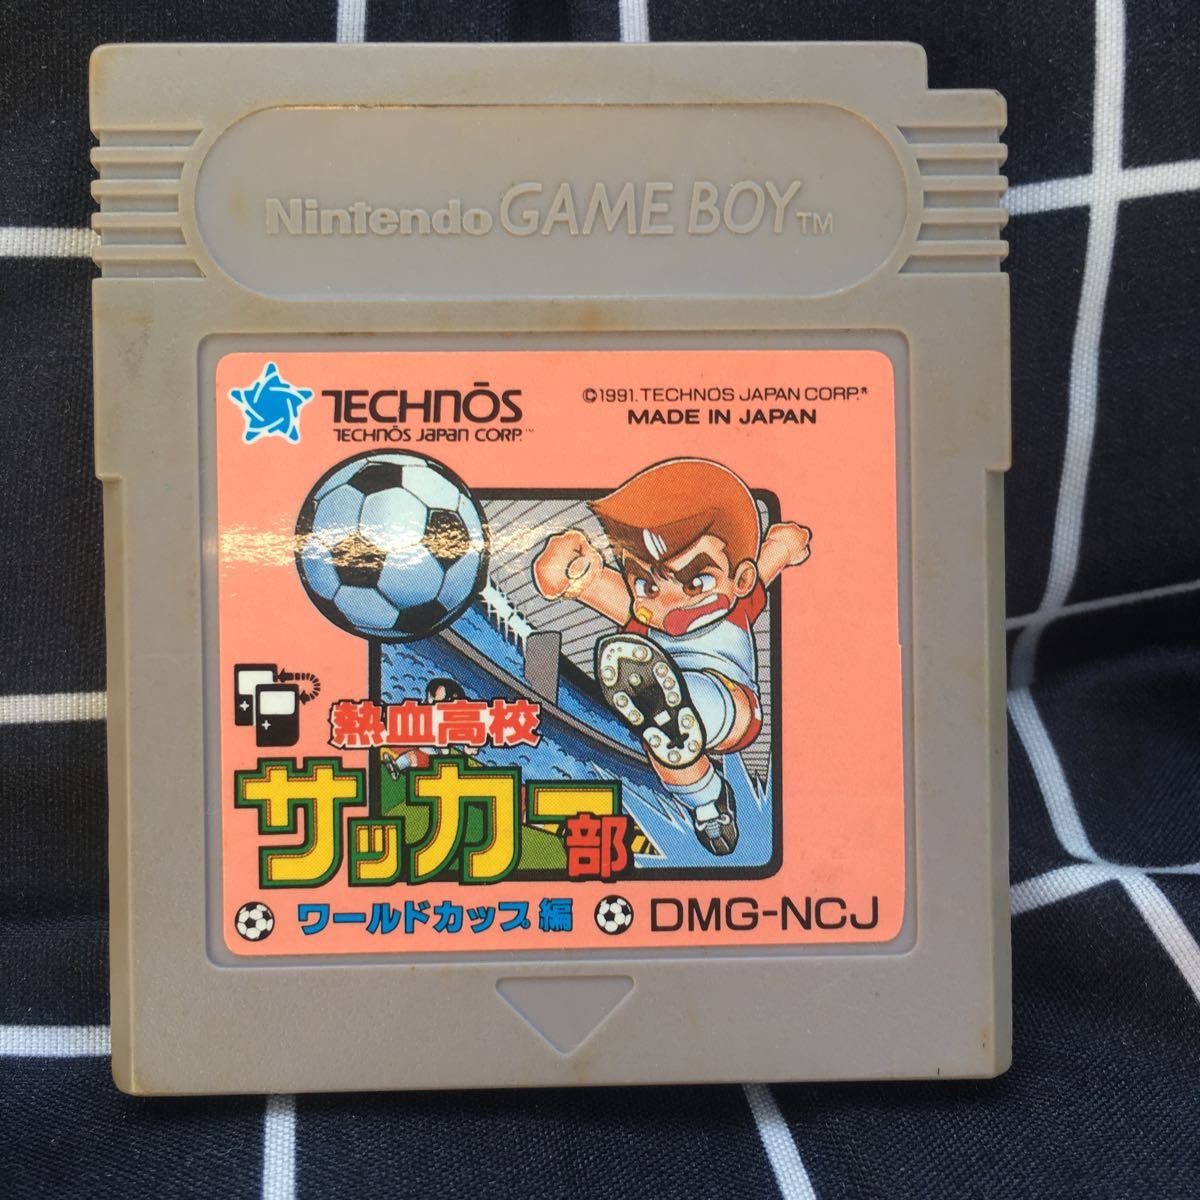 Nintendo GAME BOY™
TECHNŌS
TECHNŌS JAPAN CORP.™
©1991. TECHNOS JAPAN CORP.*
MADE IN JAPAN
熱血高校
サッカー部
ワールドカップ編
DMG-NCJ